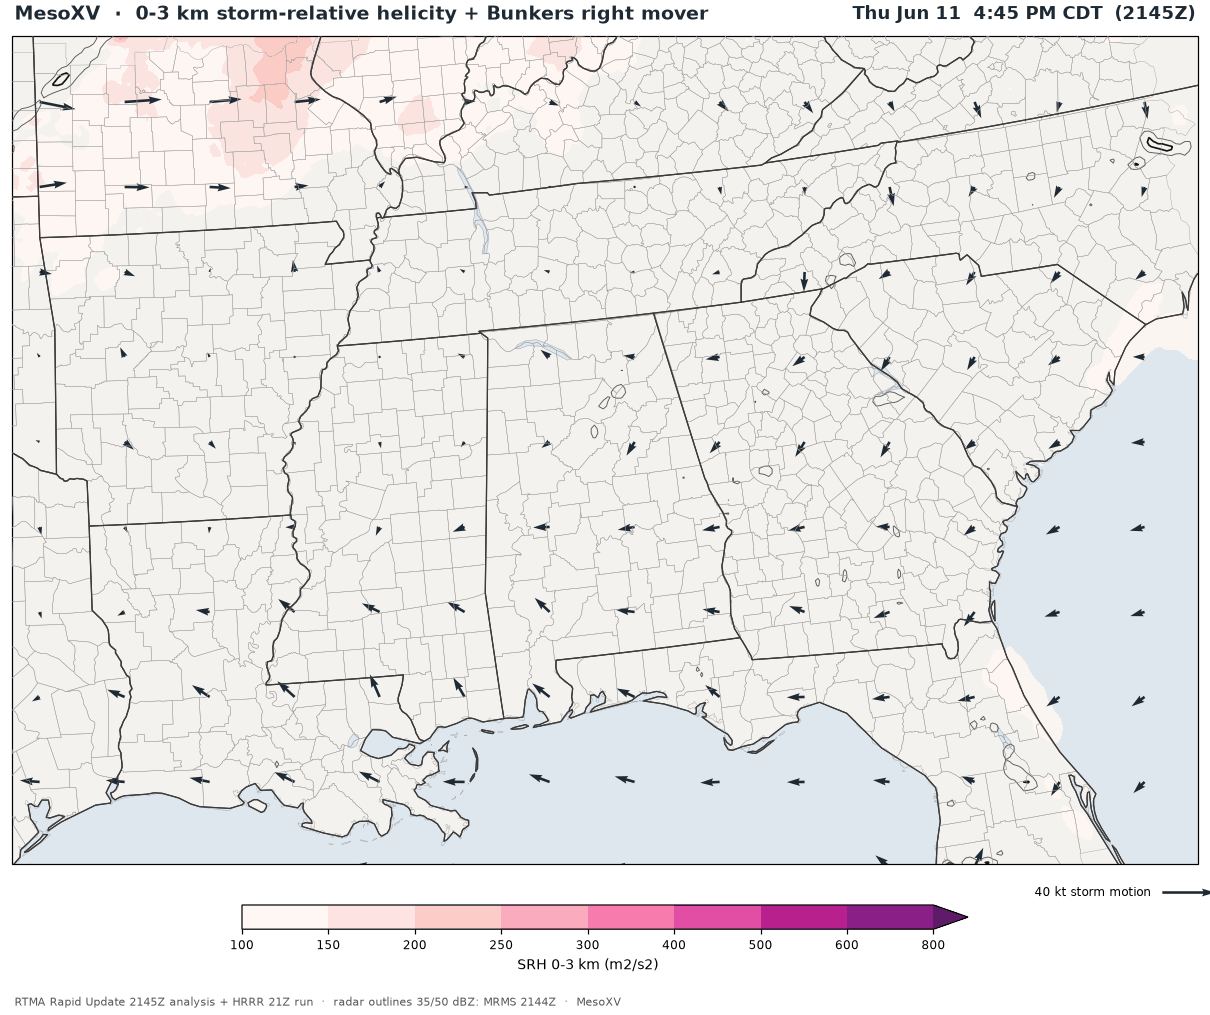 MesoXV · 0-3 km storm-relative helicity + Bunkers right mover
Thu Jun 11 4:45 PM CDT (2145Z)
40 kt storm motion
100 150 200 250 300 400 500 600 800
SRH 0-3 km (m2/s2)
RTMA Rapid Update 2145Z analysis + HRRR 21Z run · radar outlines 35/50 dBZ: MRMS 2144Z · MesoXV